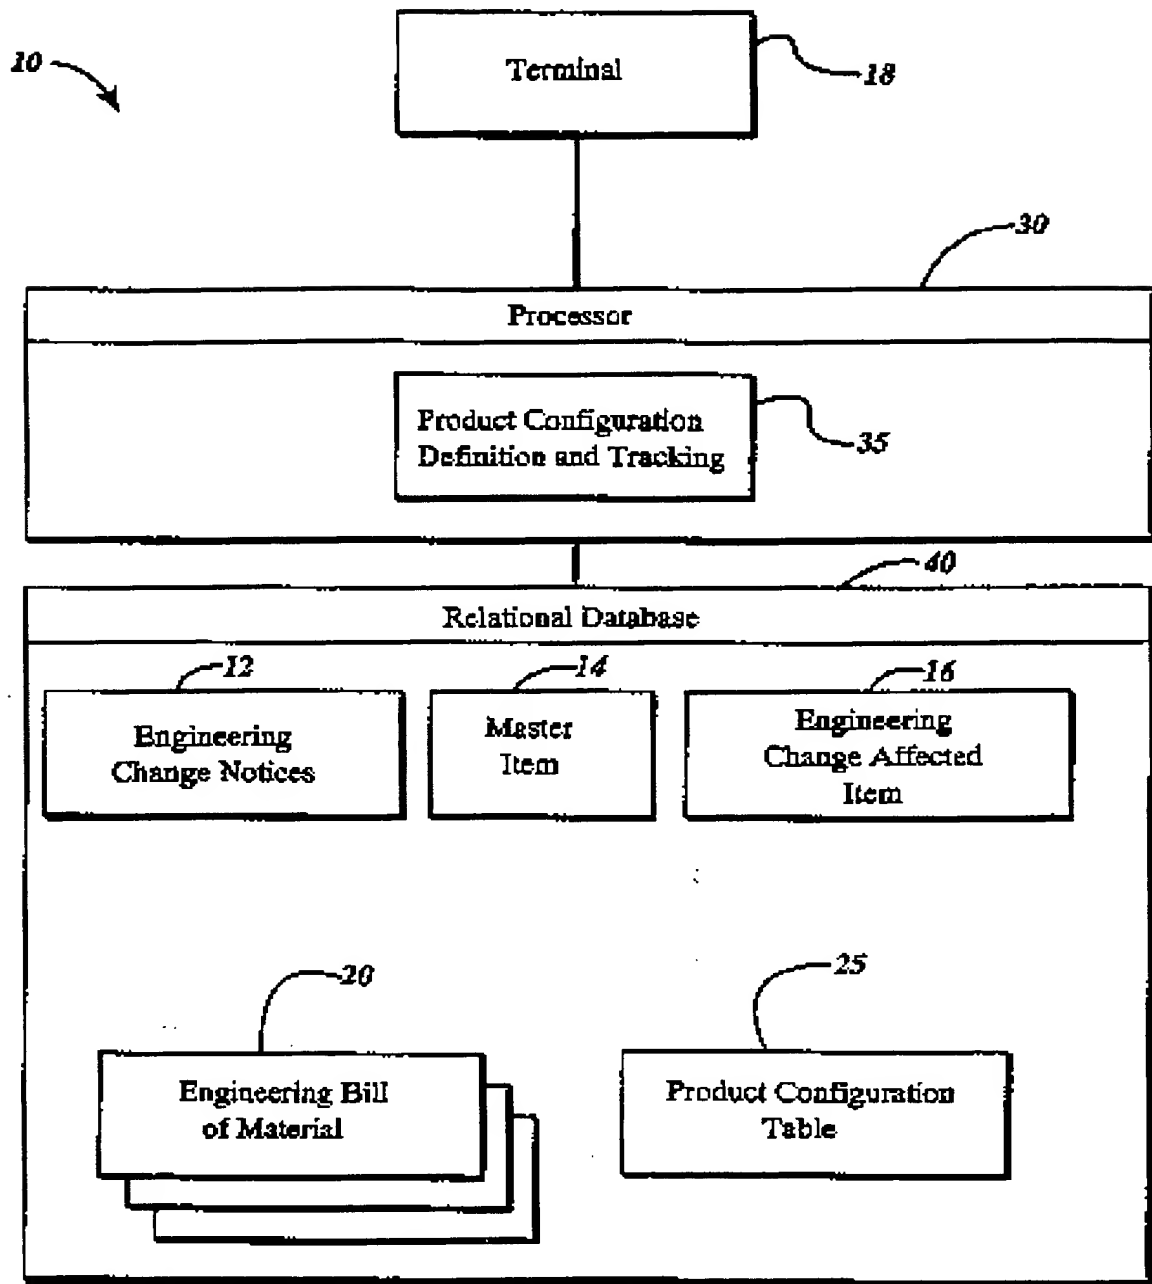 10
Terminal
18
30
Processor
Product Configuration
Definition and Tracking
35
40
Relational Database
12
14
16
Engineering
Change Notices
Master
Item
Engineering
Change Affected
Item
20
25
Engineering Bill
of Material
Product Configuration
Table